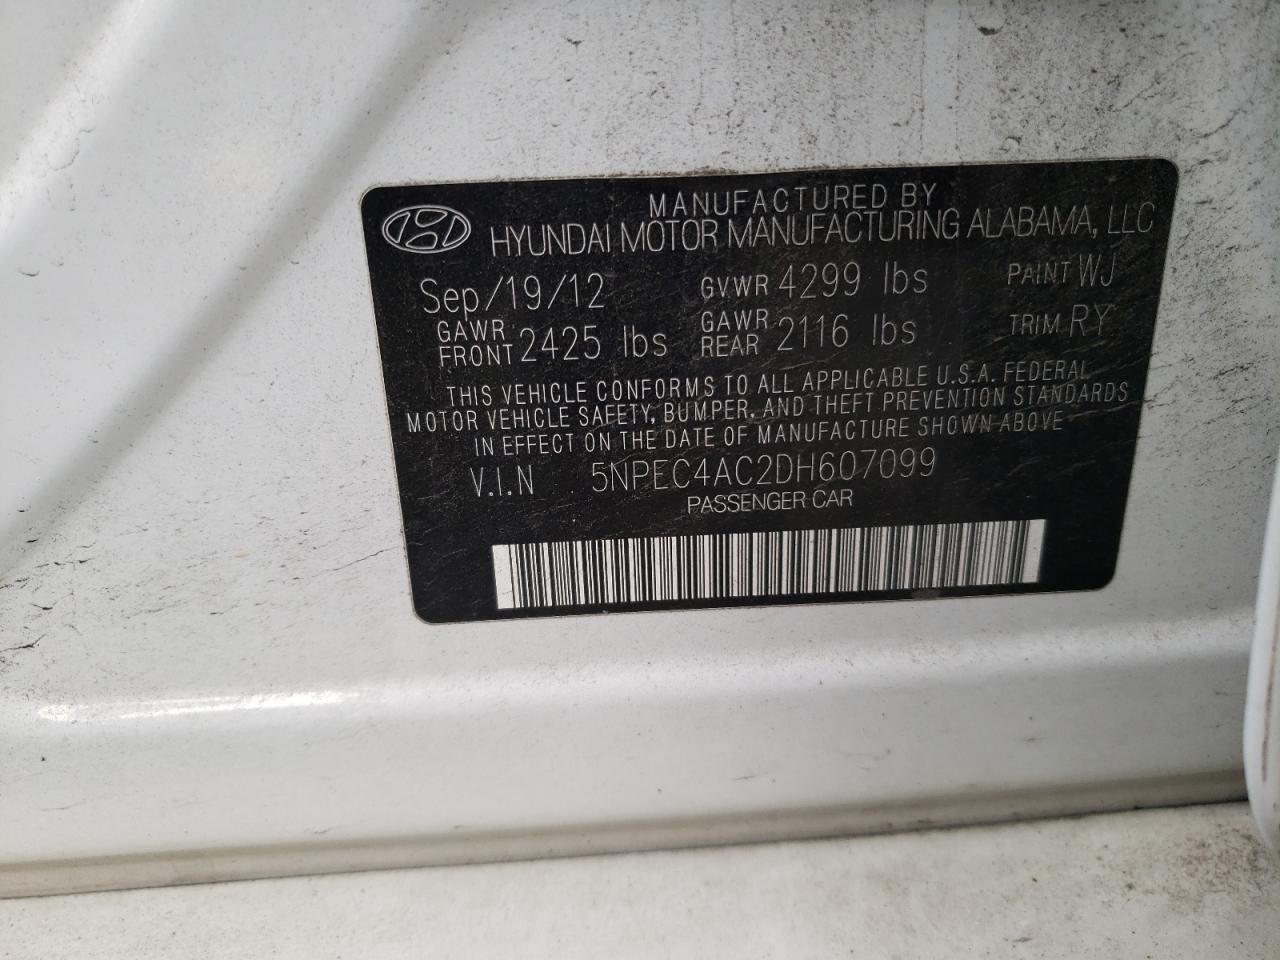 MANUFACTURED BY
HYUNDAI MOTOR MANUFACTURING ALABAMA, LLC
Sep/19/12 GVWR 4299 lbs PAINT WJ
GAWR FRONT 2425 lbs GAWR REAR 2116 lbs TRIM RY
THIS VEHICLE CONFORMS TO ALL APPLICABLE U.S.A. FEDERAL
MOTOR VEHICLE SAFETY, BUMPER, AND THEFT PREVENTION STANDARDS
IN EFFECT ON THE DATE OF MANUFACTURE SHOWN ABOVE
V.I.N 5NPEC4AC2DH607099
PASSENGER CAR